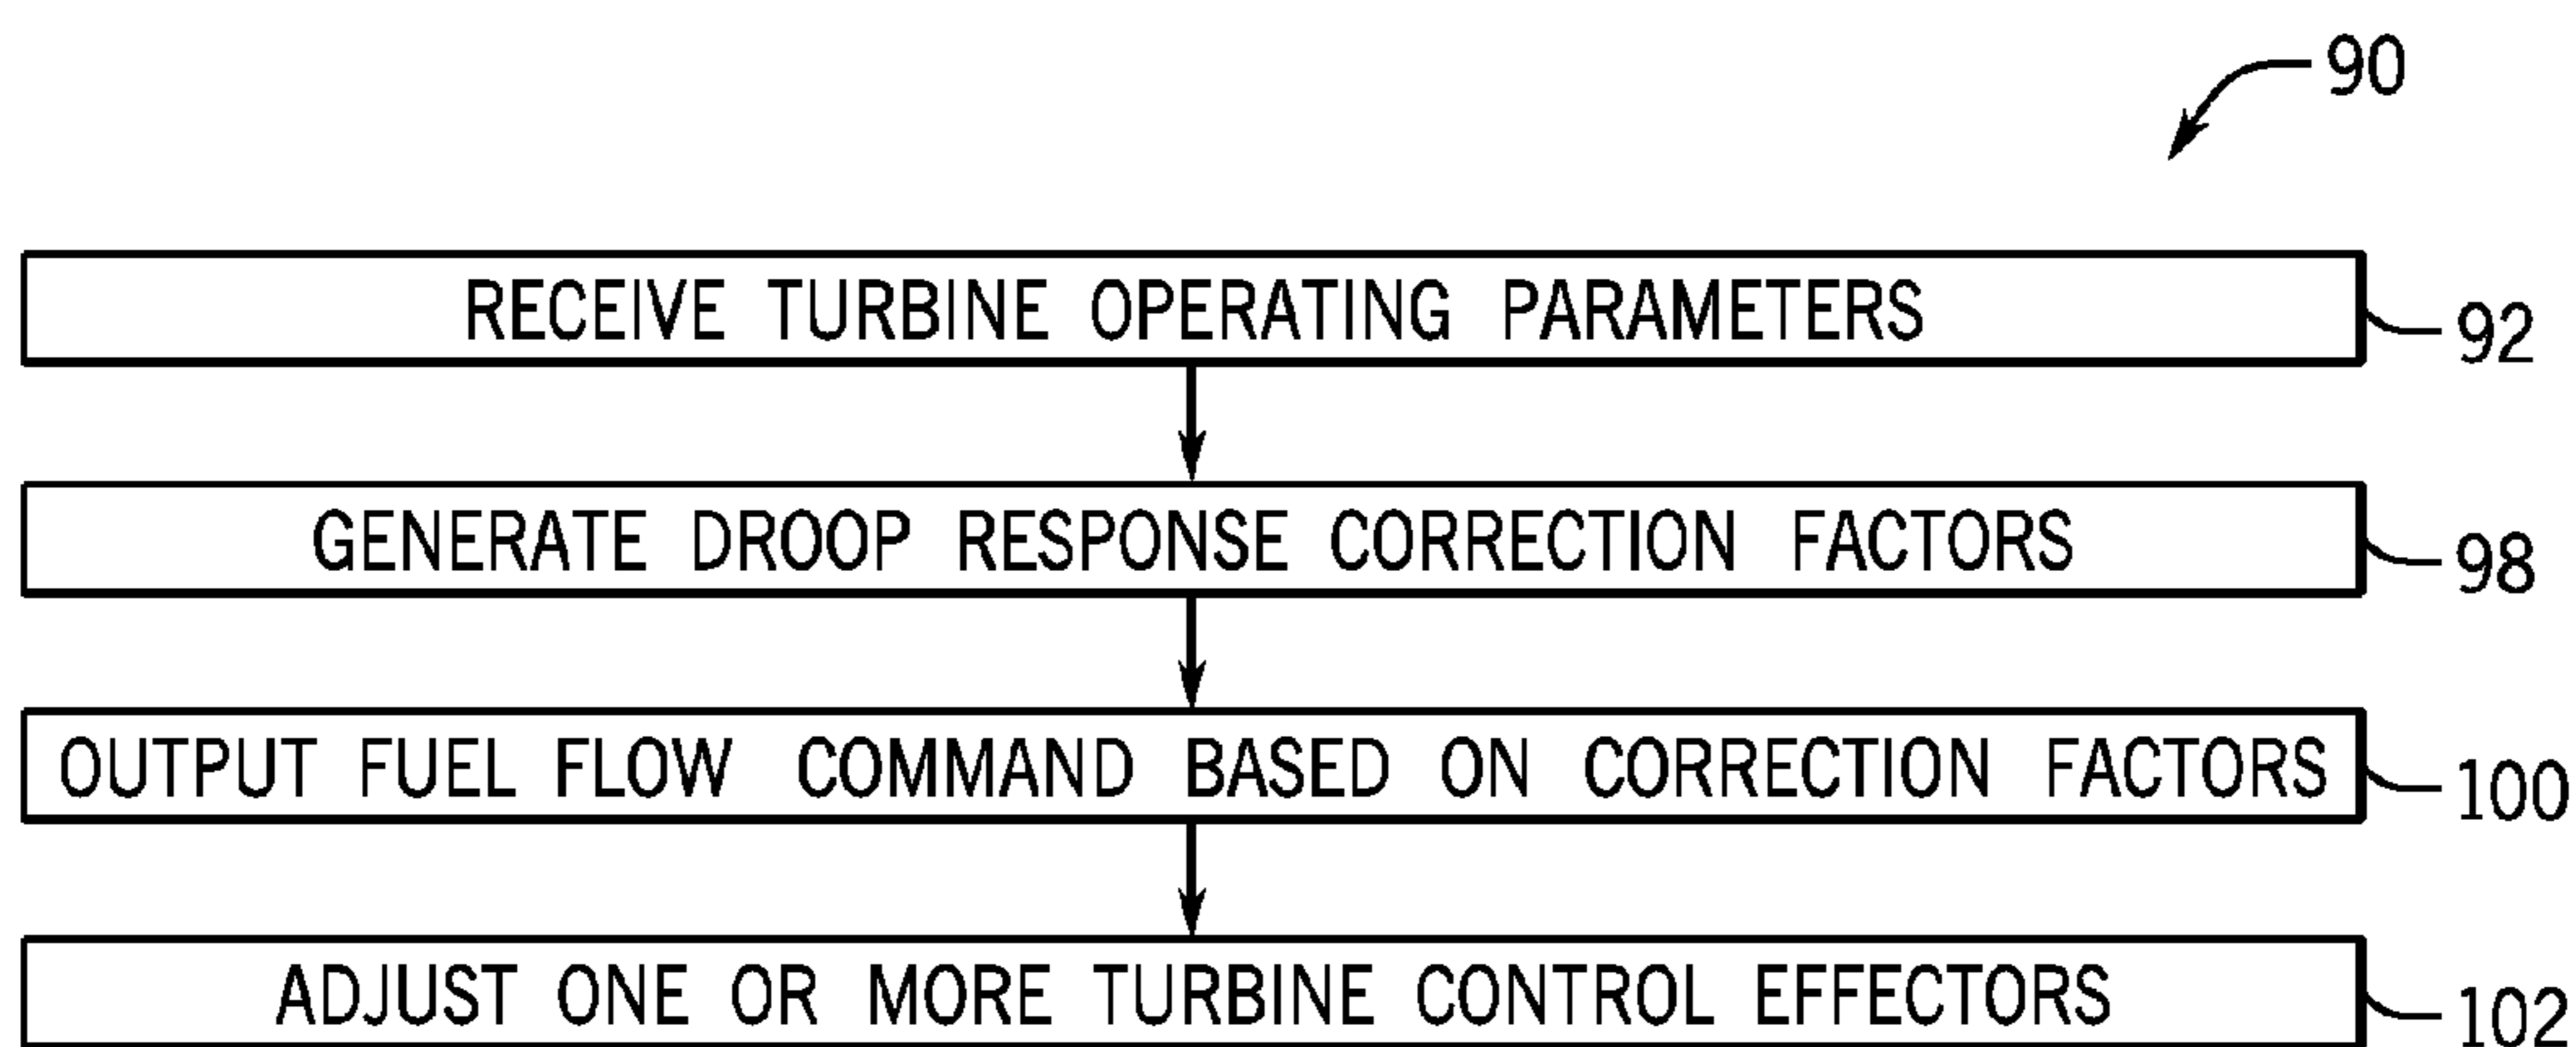 90
RECEIVE TURBINE OPERATING PARAMETERS
92
GENERATE DROOP RESPONSE CORRECTION FACTORS
98
OUTPUT FUEL FLOW COMMAND BASED ON CORRECTION FACTORS
100
ADJUST ONE OR MORE TURBINE CONTROL EFFECTORS
102